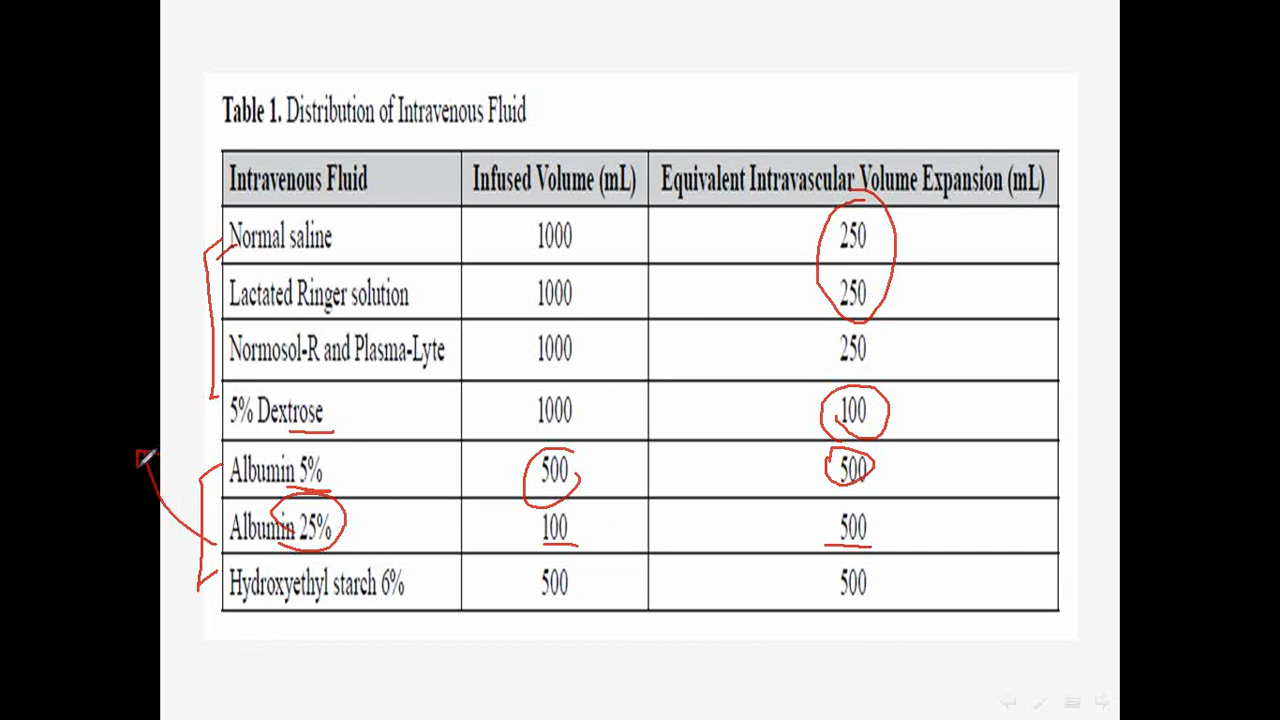 Table 1. Distribution of Intravenous Fluid
Intravenous Fluid Infused Volume (mL) Equivalent Intravascular Volume Expansion (mL)
Normal saline 1000 250
Lactated Ringer solution 1000 250
Normosol-R and Plasma-Lyte 1000 250
5% Dextrose 1000 100
Albumin 5% 500 500
Albumin 25% 100 500
Hydroxyethyl starch 6% 500 500